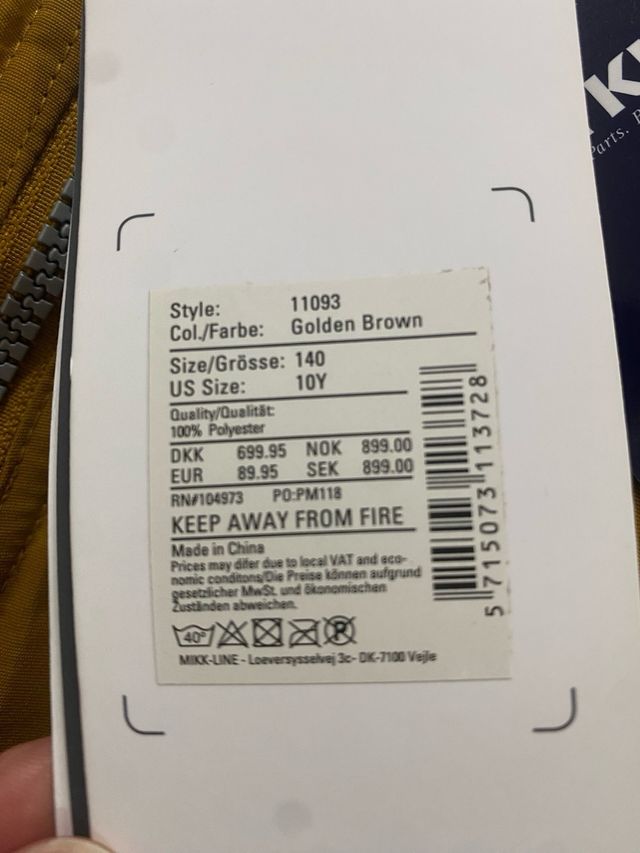 Style: 11093
Col./Farbe: Golden Brown
Size/Grösse: 140
US Size: 10Y
Quality/Qualität:
100% Polyester
DKK 699.95 NOK 899.00
EUR 89.95 SEK 899.00
RN#104973 PO:PM118
KEEP AWAY FROM FIRE
Made in China
Prices may difer due to local VAT and eco-
nomic conditons/Die Preise können aufgrund
gesetzlicher MwSt. und ökonomischen
Zuständen abweichen.
40° P
MIKK-LINE - Loeversysselvej 3c- DK-7100 Vejle
5 715073 113728
Parts.